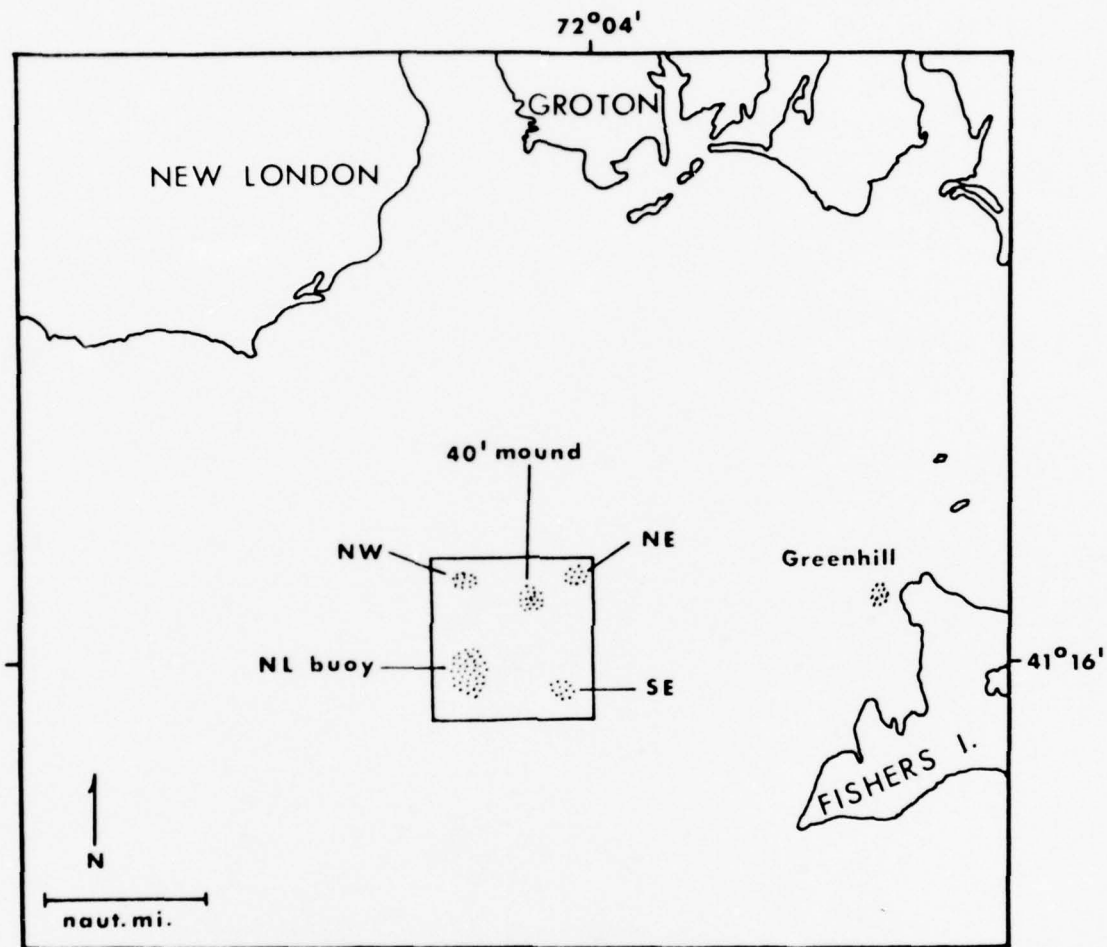 72°04'
GROTON
NEW LONDON
40' mound
NW
NE
Greenhill
NL buoy
41°16'
SE
FISHERS I.
N
naut. mi.